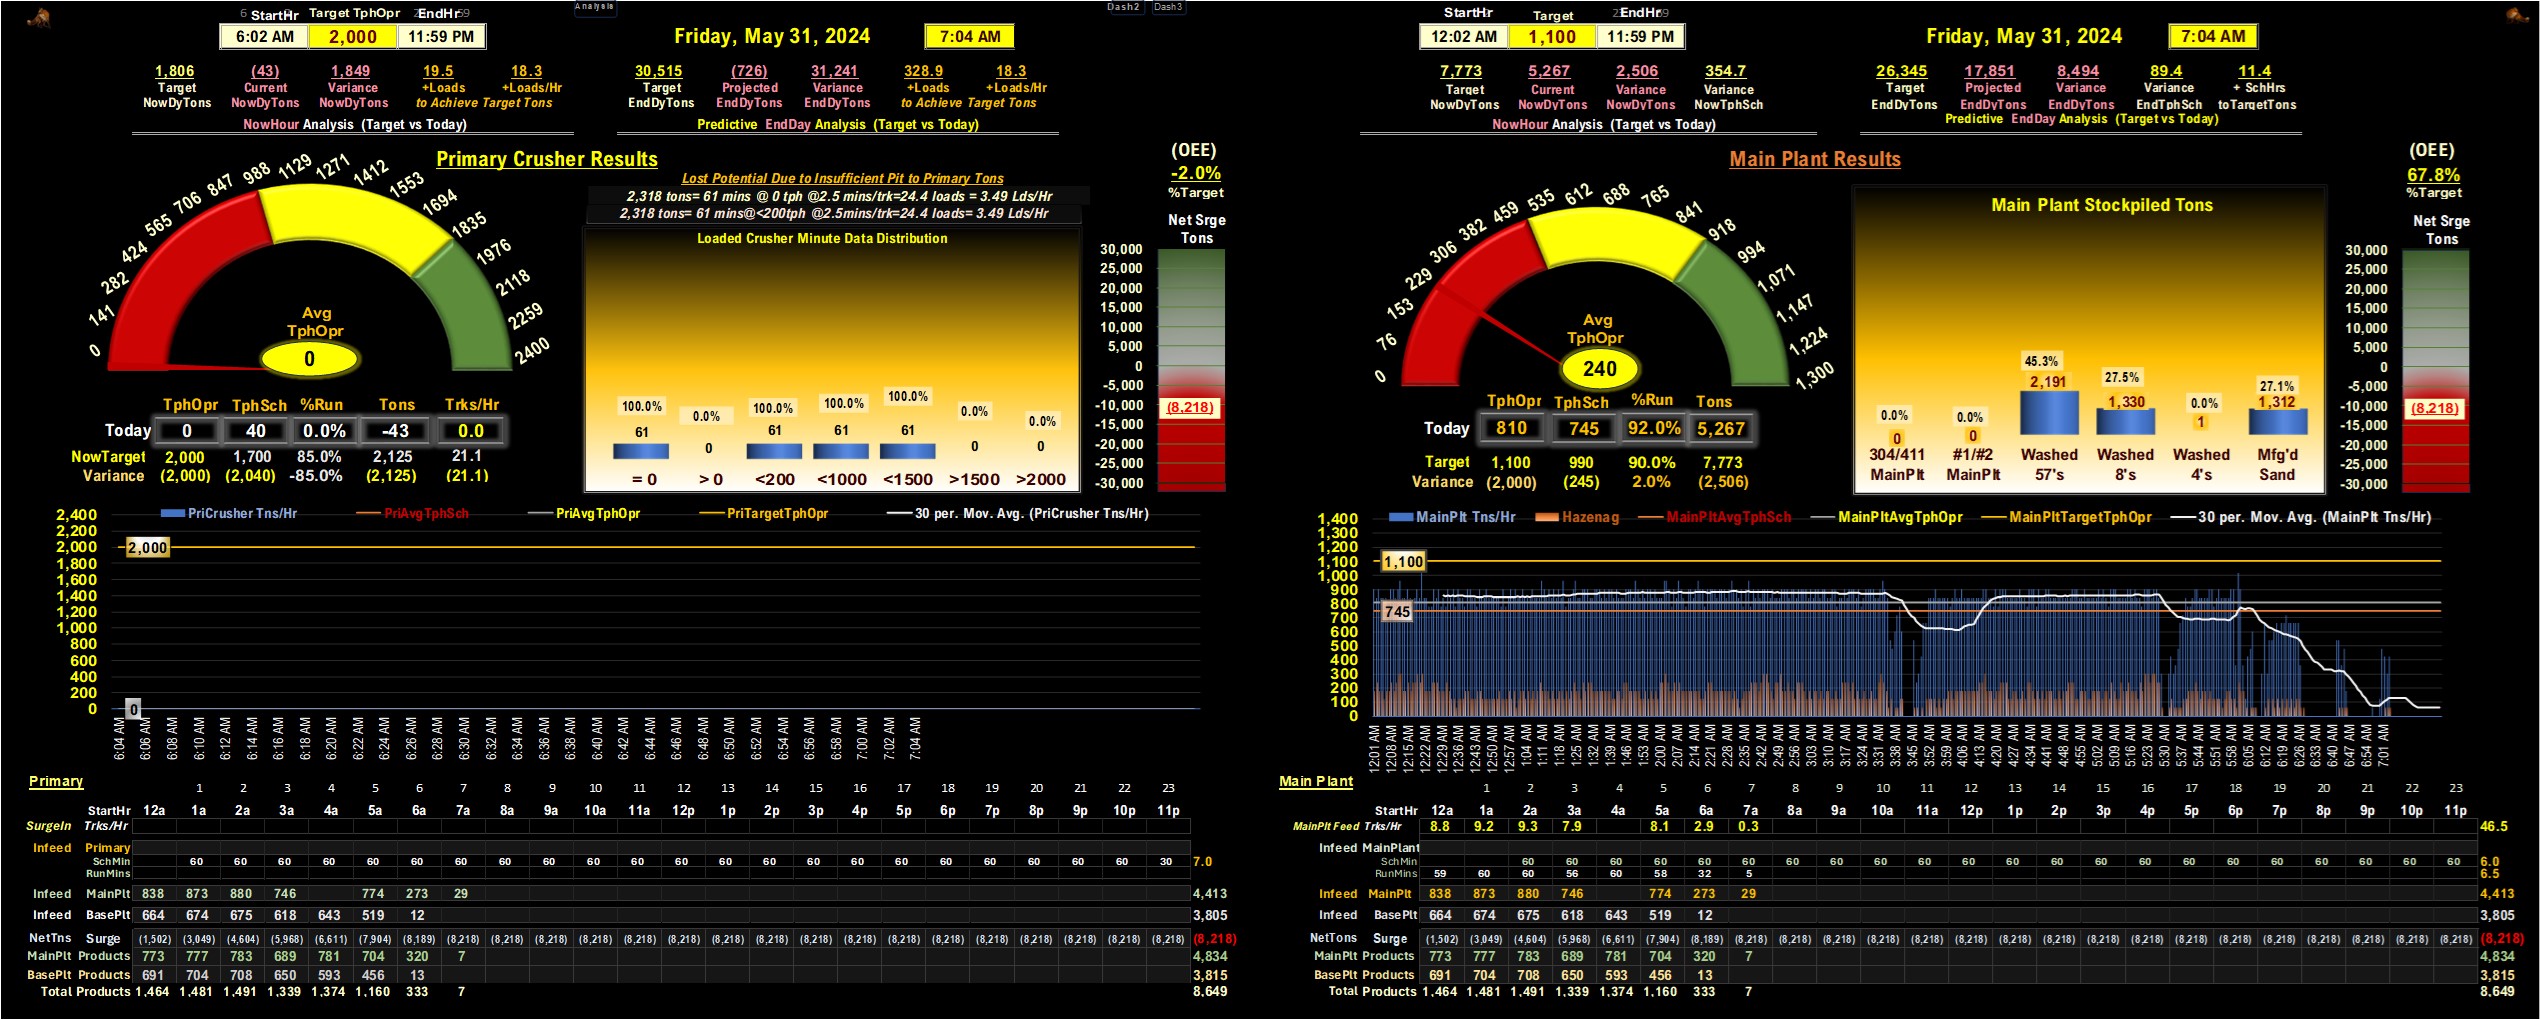 Analysis
Dash2 Dash3
StartHr Target TphOpr EndHr
6:02 AM 2,000 11:59 PM
Friday, May 31, 2024 7:04 AM
1,806 (43) 1,849 19.5 18.3
Target Current Variance +Loads +Loads/Hr
NowDyTons NowDyTons NowDyTons to Achieve Target Tons
NowHour Analysis (Target vs Today)
30,515 (726) 31,241 328.9 18.3
Target Projected Variance +Loads +Loads/Hr
EndDyTons EndDyTons EndDyTons to Achieve Target Tons
Predictive EndDay Analysis (Target vs Today)
Primary Crusher Results
(OEE)
-2.0%
%Target
Lost Potential Due to Insufficient Pit to Primary Tons
2,318 tons= 61 mins @ 0 tph @2.5 mins/trk=24.4 loads = 3.49 Lds/Hr
2,318 tons= 61 mins@<200tph @2.5mins/trk=24.4 loads= 3.49 Lds/Hr
0 141 282 424 565 706 847 988 1129 1271 1412 1553 1694 1835 1976 2118 2259 2400
Avg
TphOpr
0
TphOpr TphSch %Run Tons Trks/Hr
Today 0 40 0.0% -43 0.0
NowTarget 2,000 1,700 85.0% 2,125 21.1
Variance (2,000) (2,040) -85.0% (2,125) (21.1)
Loaded Crusher Minute Data Distribution
100.0% 0.0% 100.0% 100.0% 100.0% 0.0% 0.0%
61 0 61 61 61 0 0
= 0 > 0 <200 <1000 <1500 >1500 >2000
Net Srge
Tons
30,000
25,000
20,000
15,000
10,000
5,000
0
-5,000
-10,000
-15,000
-20,000
-25,000
-30,000
(8,218)
PriCrusher Tns/Hr PriAvgTphSch PriAvgTphOpr PriTargetTphOpr 30 per. Mov. Avg. (PriCrusher Tns/Hr)
2,400
2,200
2,000
1,800
1,600
1,400
1,200
1,000
800
600
400
200
0
2,000
0
6:04 AM 6:06 AM 6:08 AM 6:10 AM 6:12 AM 6:14 AM 6:16 AM 6:18 AM 6:20 AM 6:22 AM 6:24 AM 6:26 AM 6:28 AM 6:30 AM 6:32 AM 6:34 AM 6:36 AM 6:38 AM 6:40 AM 6:42 AM 6:44 AM 6:46 AM 6:48 AM 6:50 AM 6:52 AM 6:54 AM 6:56 AM 6:58 AM 7:00 AM 7:02 AM 7:04 AM
Primary
1 2 3 4 5 6 7 8 9 10 11 12 13 14 15 16 17 18 19 20 21 22 23
StartHr 12a 1a 2a 3a 4a 5a 6a 7a 8a 9a 10a 11a 12p 1p 2p 3p 4p 5p 6p 7p 8p 9p 10p 11p
SurgeIn Trks/Hr
Infeed Primary
SchMin 60 60 60 60 60 60 60 60 60 60 60 60 60 60 60 60 60 60 60 60 60 60 30 7.0
RunMins
Infeed MainPlt 838 873 880 746 774 273 29 4,413
Infeed BasePlt 664 674 675 618 643 519 12 3,805
NetTns Surge (1,502) (3,049) (4,604) (5,968) (6,611) (7,904) (8,189) (8,218) (8,218) (8,218) (8,218) (8,218) (8,218) (8,218) (8,218) (8,218) (8,218) (8,218) (8,218) (8,218) (8,218) (8,218) (8,218) (8,218) (8,218)
MainPlt Products 773 777 783 689 781 704 320 7 4,834
BasePlt Products 691 704 708 650 593 456 13 3,815
Total Products 1,464 1,481 1,491 1,339 1,374 1,160 333 7 8,649
StartHr Target EndHr
12:02 AM 1,100 11:59 PM
Friday, May 31, 2024 7:04 AM
7,773 5,267 2,506 354.7
Target Current Variance Variance
NowDyTons NowDyTons NowDyTons NowTphSch
NowHour Analysis (Target vs Today)
26,345 17,851 8,494 89.4 11.4
Target Projected Variance Variance + SchHrs
EndDyTons EndDyTons EndDyTons EndTphSch toTargetTons
Predictive EndDay Analysis (Target vs Today)
Main Plant Results
(OEE)
67.8%
%Target
0 76 153 229 306 382 459 535 612 688 765 841 918 994 1,071 1,147 1,224 1,300
Avg
TphOpr
240
TphOpr TphSch %Run Tons
Today 810 745 92.0% 5,267
Target 1,100 990 90.0% 7,773
Variance (2,000) (245) 2.0% (2,506)
Main Plant Stockpiled Tons
0.0% 0.0% 45.3% 27.5% 0.0% 27.1%
0 0 2,191 1,330 1 1,312
304/411 #1/#2 Washed Washed Washed Mfg'd
MainPlt MainPlt 57's 8's 4's Sand
Net Srge
Tons
30,000
25,000
20,000
15,000
10,000
5,000
0
-5,000
-10,000
-15,000
-20,000
-25,000
-30,000
(8,218)
MainPlt Tns/Hr Hazenag MainPltAvgTphSch MainPltAvgTphOpr MainPltTargetTphOpr 30 per. Mov. Avg. (MainPlt Tns/Hr)
1,400
1,300
1,200
1,100
1,000
900
800
700
600
500
400
300
200
100
0
1,100
745
12:01 AM 12:08 AM 12:15 AM 12:22 AM 12:29 AM 12:36 AM 12:43 AM 12:50 AM 12:57 AM 1:04 AM 1:11 AM 1:18 AM 1:25 AM 1:32 AM 1:39 AM 1:46 AM 1:53 AM 2:00 AM 2:07 AM 2:14 AM 2:21 AM 2:28 AM 2:35 AM 2:42 AM 2:49 AM 2:56 AM 3:03 AM 3:10 AM 3:17 AM 3:24 AM 3:31 AM 3:38 AM 3:45 AM 3:52 AM 3:59 AM 4:06 AM 4:13 AM 4:20 AM 4:27 AM 4:34 AM 4:41 AM 4:48 AM 4:55 AM 5:02 AM 5:09 AM 5:16 AM 5:23 AM 5:30 AM 5:37 AM 5:44 AM 5:51 AM 5:58 AM 6:05 AM 6:12 AM 6:19 AM 6:26 AM 6:33 AM 6:40 AM 6:47 AM 6:54 AM 7:01 AM
Main Plant
1 2 3 4 5 6 7 8 9 10 11 12 13 14 15 16 17 18 19 20 21 22 23
StartHr 12a 1a 2a 3a 4a 5a 6a 7a 8a 9a 10a 11a 12p 1p 2p 3p 4p 5p 6p 7p 8p 9p 10p 11p
MainPlt Feed Trks/Hr 8.8 9.2 9.3 7.9 8.1 2.9 0.3 46.5
Infeed MainPlant
SchMin 60 60 60 60 60 60 60 60 60 60 60 60 60 60 60 60 60 60 60 60 60 60 6.0
RunMins 59 60 60 56 60 58 32 5 6.5
Infeed MainPlt 838 873 880 746 774 273 29 4,413
Infeed BasePlt 664 674 675 618 643 519 12 3,805
NetTons Surge (1,502) (3,049) (4,604) (5,968) (6,611) (7,904) (8,189) (8,218) (8,218) (8,218) (8,218) (8,218) (8,218) (8,218) (8,218) (8,218) (8,218) (8,218) (8,218) (8,218) (8,218) (8,218) (8,218) (8,218) (8,218)
MainPlt Products 773 777 783 689 781 704 320 7 4,834
BasePlt Products 691 704 708 650 593 456 13 3,815
Total Products 1,464 1,481 1,491 1,339 1,374 1,160 333 7 8,649